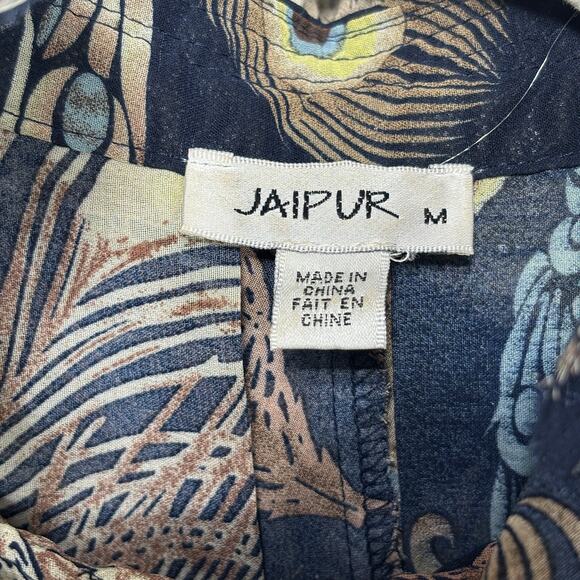 JAIPUR M
MADE IN
CHINA
FAIT EN
CHINE